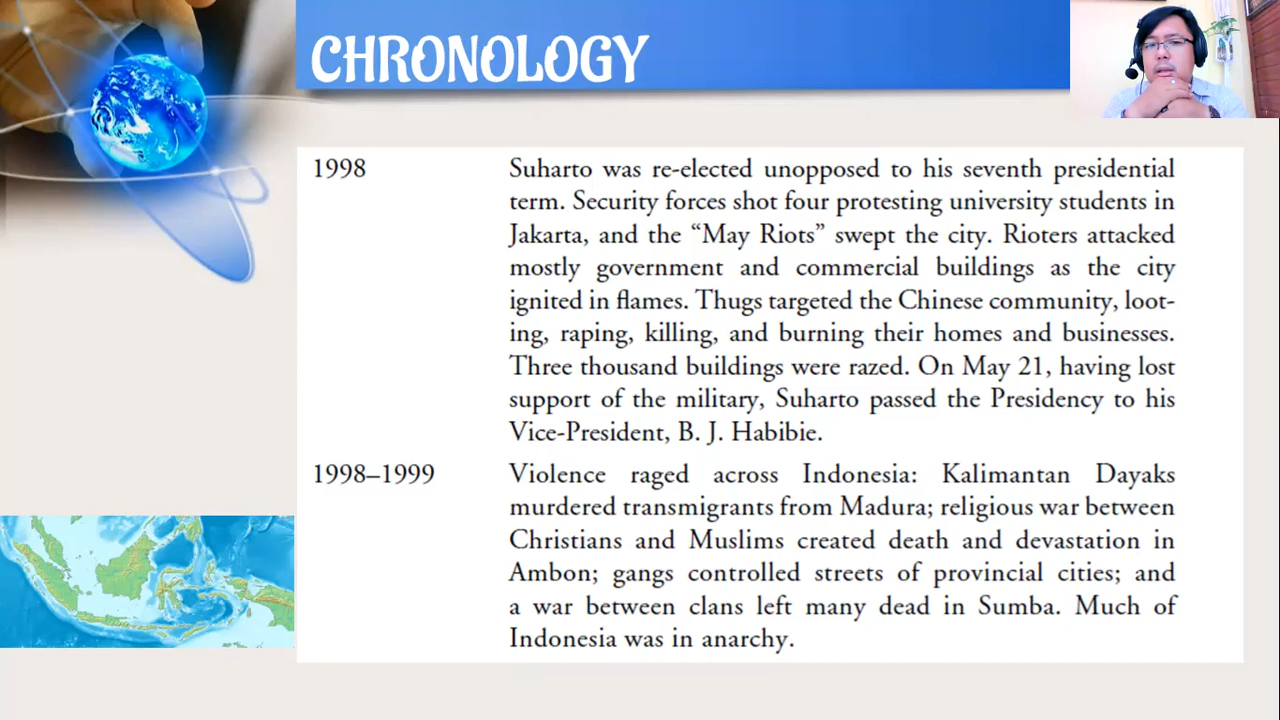 CHRONOLOGY
1998 Suharto was re-elected unopposed to his seventh presidential
term. Security forces shot four protesting university students in
Jakarta, and the “May Riots” swept the city. Rioters attacked
mostly government and commercial buildings as the city
ignited in flames. Thugs targeted the Chinese community, loot-
ing, raping, killing, and burning their homes and businesses.
Three thousand buildings were razed. On May 21, having lost
support of the military, Suharto passed the Presidency to his
Vice-President, B. J. Habibie.
1998–1999 Violence raged across Indonesia: Kalimantan Dayaks
murdered transmigrants from Madura; religious war between
Christians and Muslims created death and devastation in
Ambon; gangs controlled streets of provincial cities; and
a war between clans left many dead in Sumba. Much of
Indonesia was in anarchy.